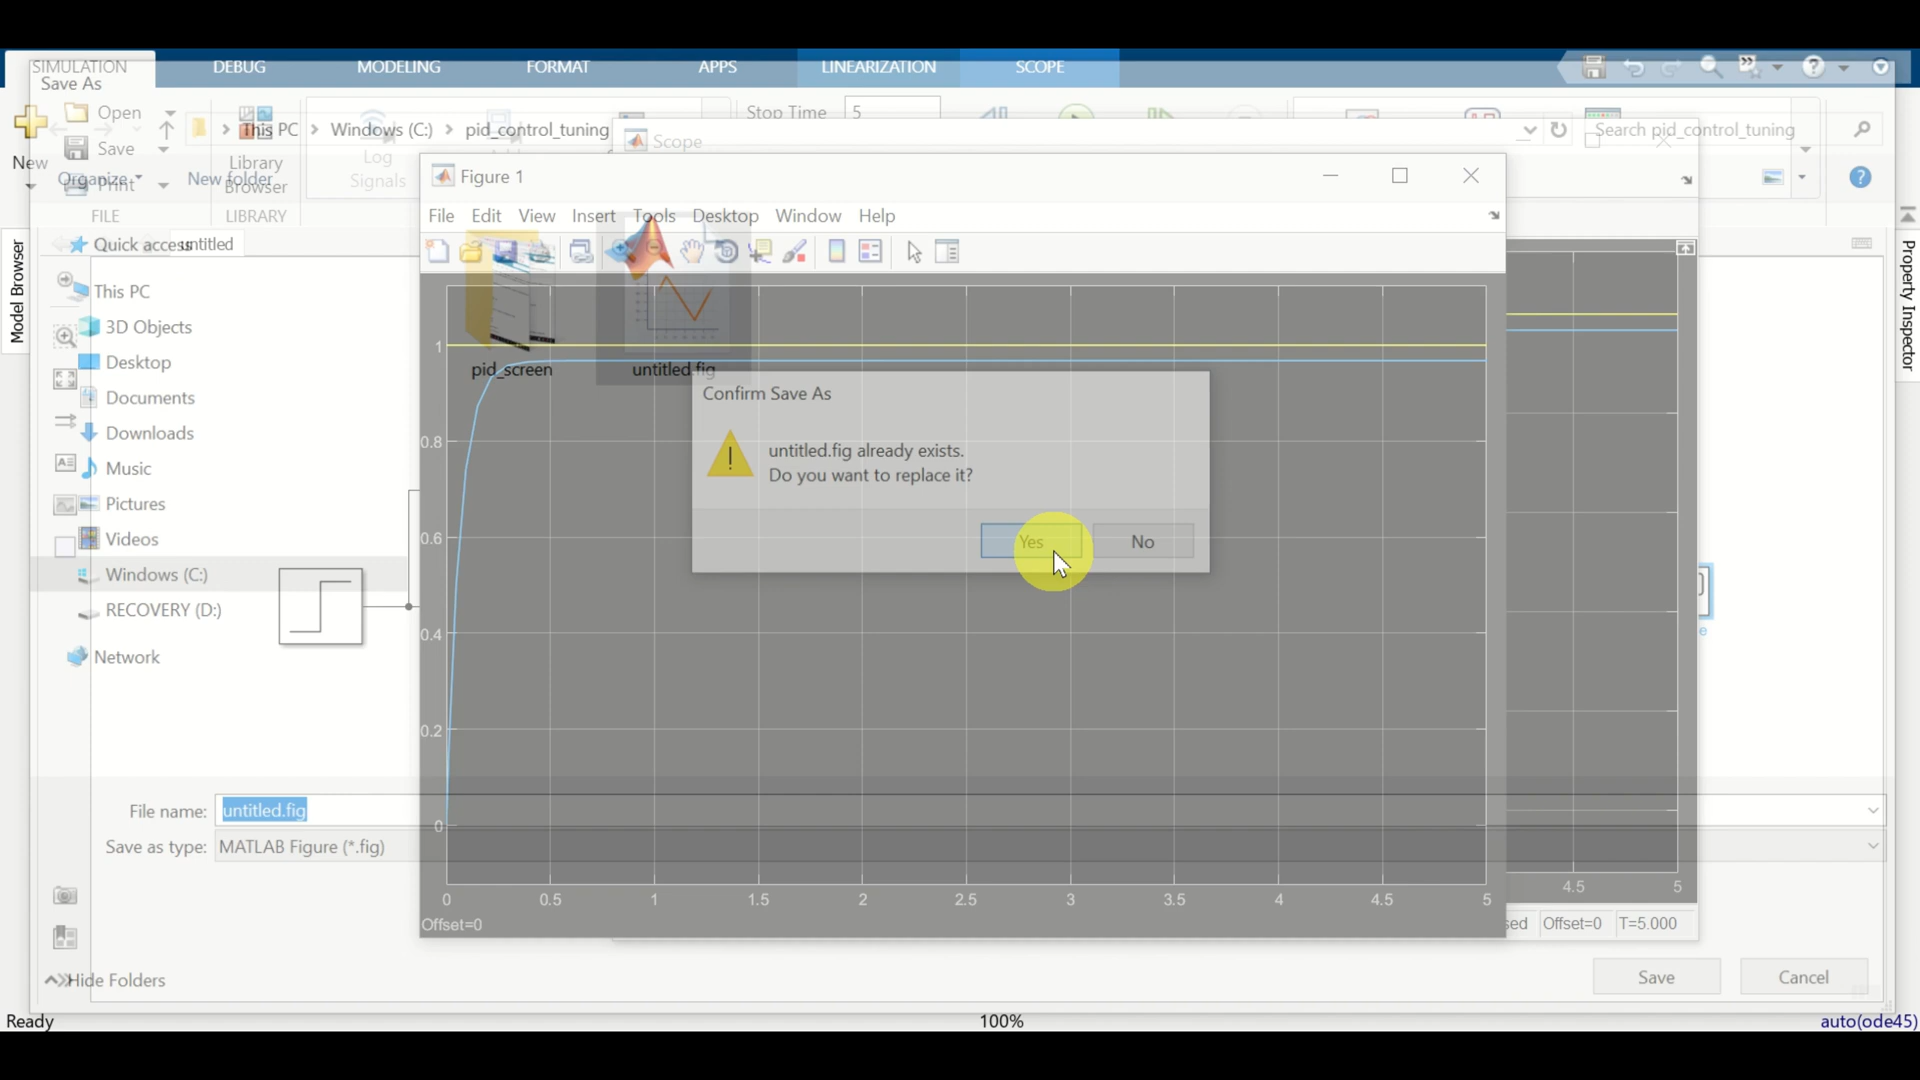 SIMULATION
DEBUG
MODELING
FORMAT
APPS
LINEARIZATION
SCOPE
Save As
Open
Save
Print
New
FILE
Library
Browser
LIBRARY
Log
Signals
Stop Time
5
This PC
Windows (C:)
pid_control_tuning
Search pid_control_tuning
Organize
New folder
Scope
Figure 1
File
Edit
View
Insert
Tools
Desktop
Window
Help
Model Browser
Property Inspector
Quick access
untitled
This PC
3D Objects
Desktop
Documents
Downloads
Music
Pictures
Videos
Windows (C:)
RECOVERY (D:)
Network
pid_screen
untitled.fig
Confirm Save As
untitled.fig already exists.
Do you want to replace it?
Yes
No
1
0.8
0.6
0.4
0.2
0
0
0.5
1
1.5
2
2.5
3
3.5
4
4.5
5
Offset=0
4.5
5
Offset=0
T=5.000
File name:
untitled.fig
Save as type:
MATLAB Figure (*.fig)
Hide Folders
Save
Cancel
Ready
100%
auto(ode45)